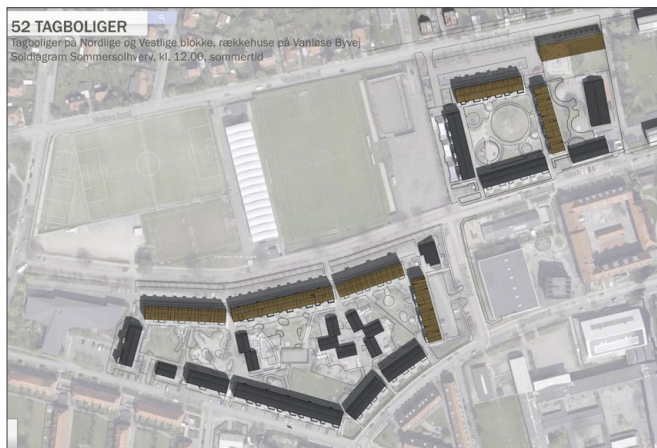 52 TAGBOLIGER
Tagboliger på Nordlige og Vestlige blokke, rækkehuse på Vanløse Byvej
Soldiagram Sommersolhverv, kl. 12.00, sommertid